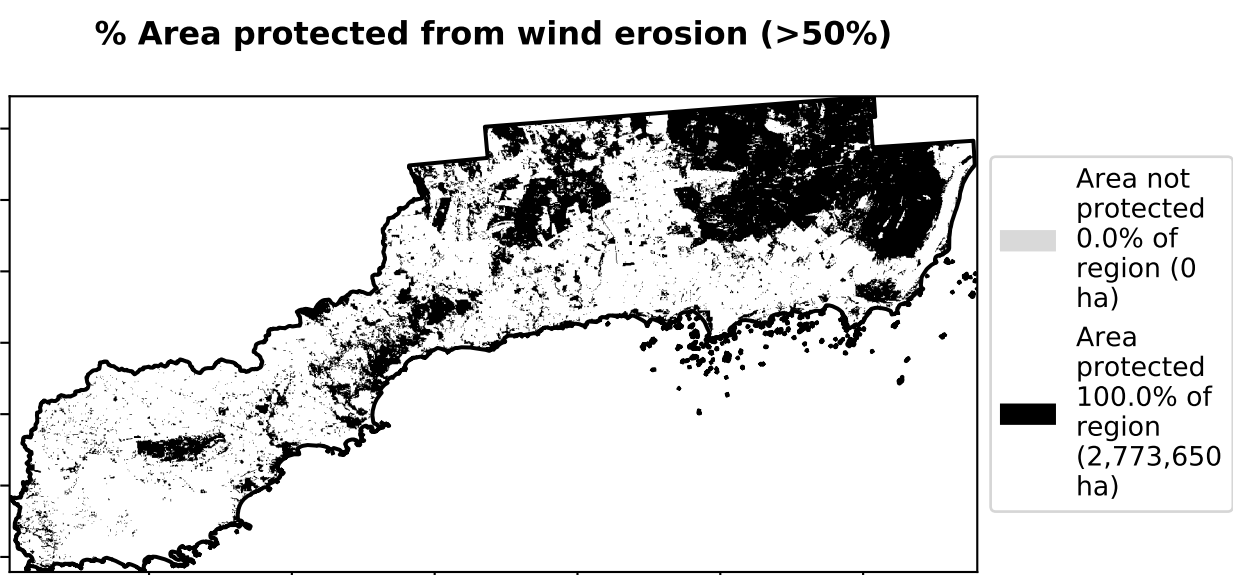 % Area protected from wind erosion (>50%)
Area not
protected
0.0% of
region (0
ha)
Area
protected
100.0% of
region
(2,773,650
ha)